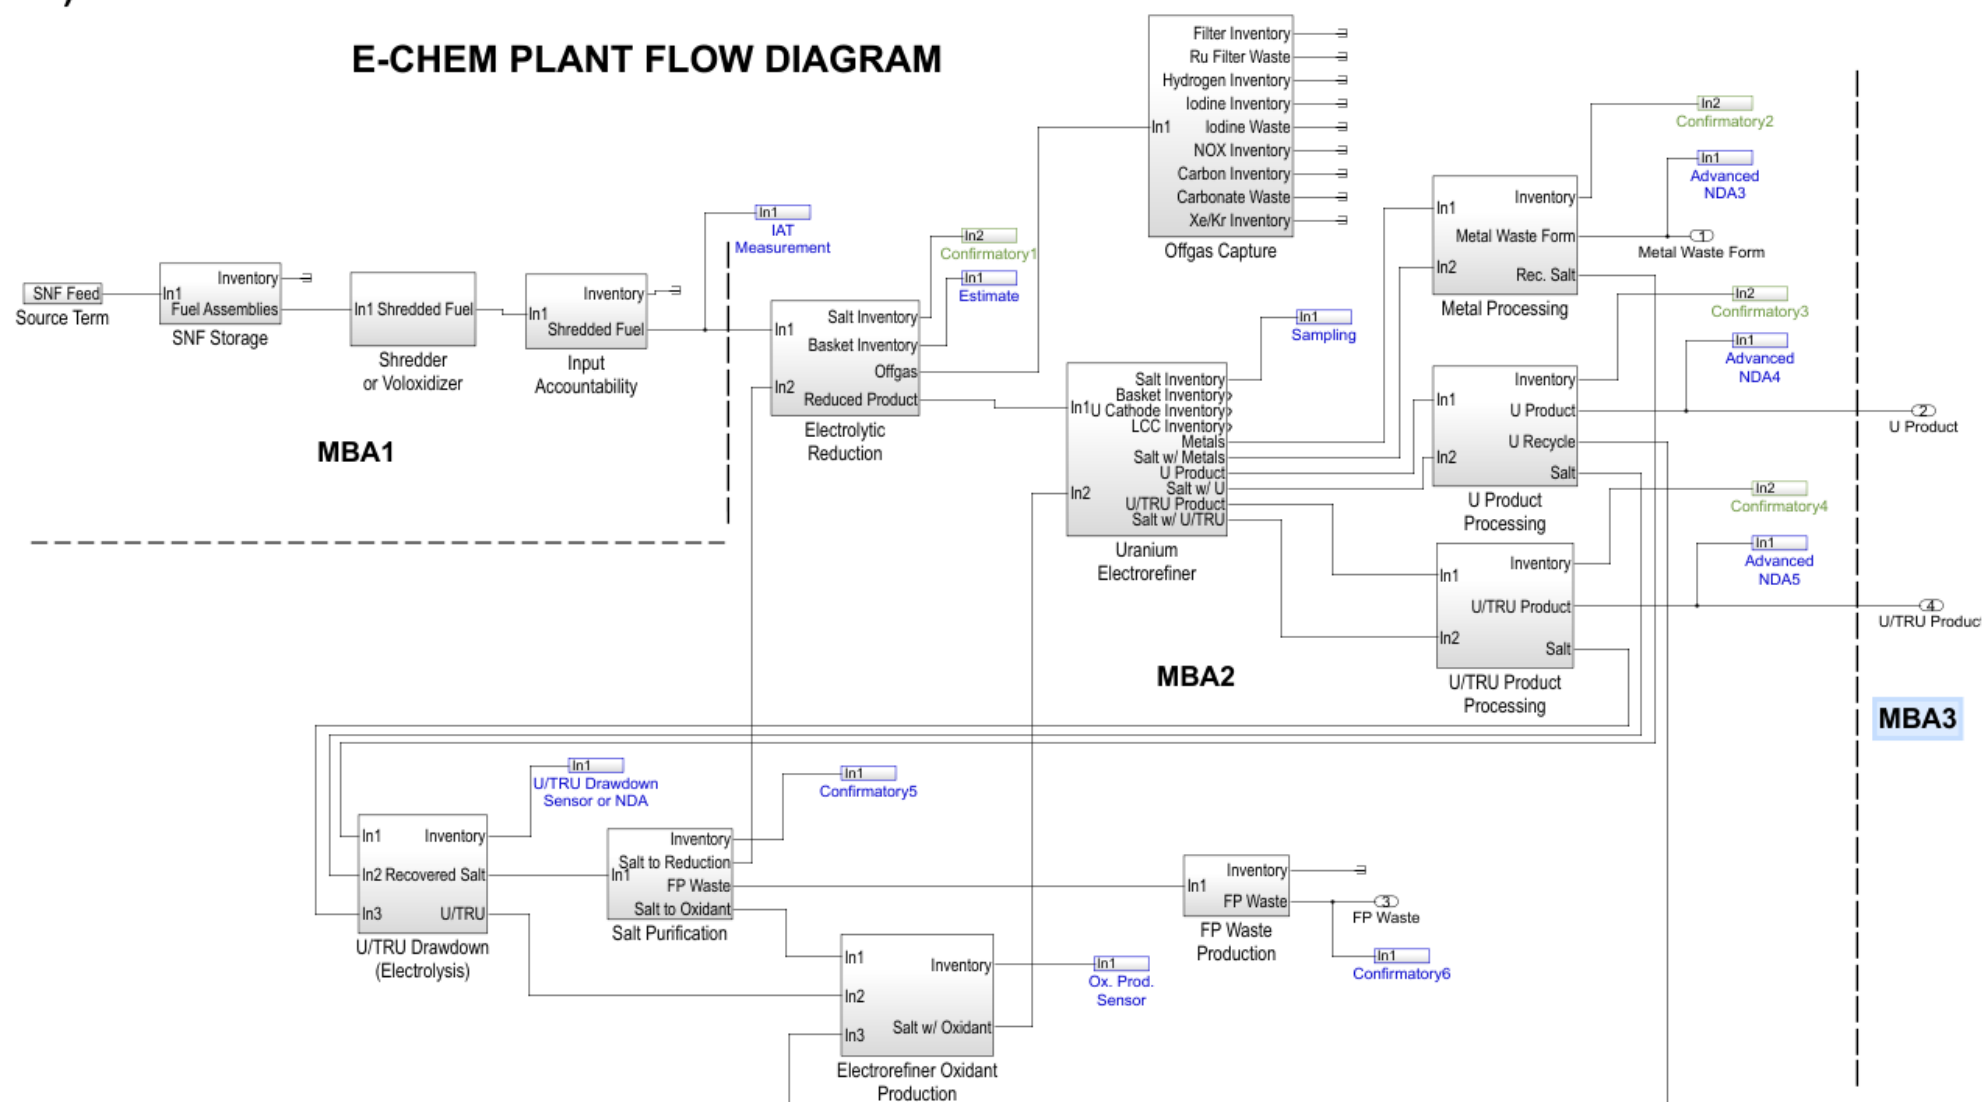 E-CHEM PLANT FLOW DIAGRAM
SNF Feed
Source Term
In1
Inventory
Fuel Assemblies
SNF Storage
In1 Shredded Fuel
Shredder
or Voloxidizer
In1
Inventory
Shredded Fuel
Input
Accountability
In1
IAT
Measurement
MBA1
In1
In2
Salt Inventory
Basket Inventory
Offgas
Reduced Product
Electrolytic
Reduction
In2
Confirmatory1
In1
Estimate
In1
Filter Inventory
Ru Filter Waste
Hydrogen Inventory
Iodine Inventory
Iodine Waste
NOX Inventory
Carbon Inventory
Carbonate Waste
Xe/Kr Inventory
Offgas Capture
In1
Sampling
In1
In2
Salt Inventory
Basket Inventory
U Cathode Inventory
LCC Inventory
Metals
Salt w/ Metals
U Product
Salt w/ U
U/TRU Product
Salt w/ U/TRU
Uranium
Electrorefiner
In1
In2
Inventory
Metal Waste Form
Rec. Salt
Metal Processing
In2
Confirmatory2
In1
Advanced
NDA3
1
Metal Waste Form
In1
In2
Inventory
U Product
U Recycle
Salt
U Product
Processing
In2
Confirmatory3
In1
Advanced
NDA4
2
U Product
In1
In2
Inventory
U/TRU Product
Salt
U/TRU Product
Processing
In2
Confirmatory4
In1
Advanced
NDA5
4
U/TRU Produc
MBA2
MBA3
In1
In2
In3
Inventory
Recovered Salt
U/TRU
U/TRU Drawdown
(Electrolysis)
In1
U/TRU Drawdown
Sensor or NDA
In1
Inventory
Salt to Reduction
FP Waste
Salt to Oxidant
Salt Purification
In1
Confirmatory5
In1
In2
In3
Inventory
Salt w/ Oxidant
Electrorefiner Oxidant
Production
In1
Ox. Prod.
Sensor
In1
Inventory
FP Waste
FP Waste
Production
3
FP Waste
In1
Confirmatory6